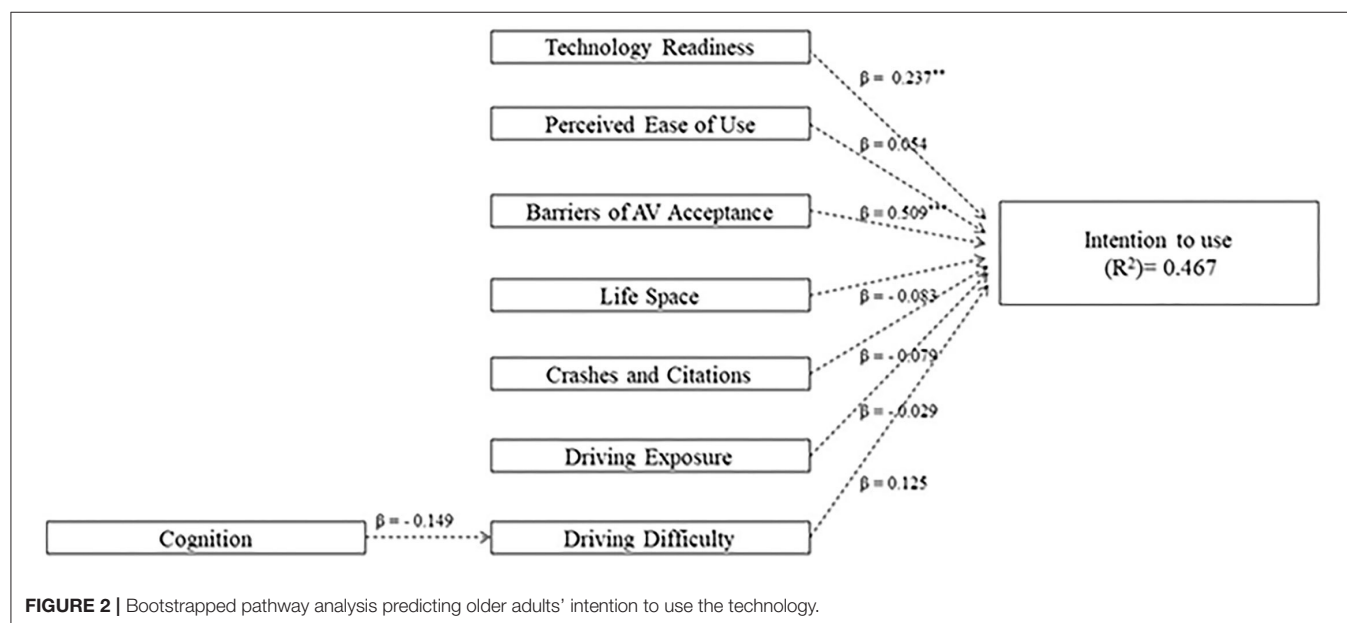 Technology Readiness
β = 0.237**
Perceived Ease of Use
β = 0.054
Barriers of AV Acceptance
β = 0.509***
Intention to use
(R²)= 0.467
Life Space
β = - 0.083
Crashes and Citations
β = - 0.079
Driving Exposure
β = - 0.029
β = 0.125
Cognition
β = - 0.149
Driving Difficulty
FIGURE 2 | Bootstrapped pathway analysis predicting older adults' intention to use the technology.